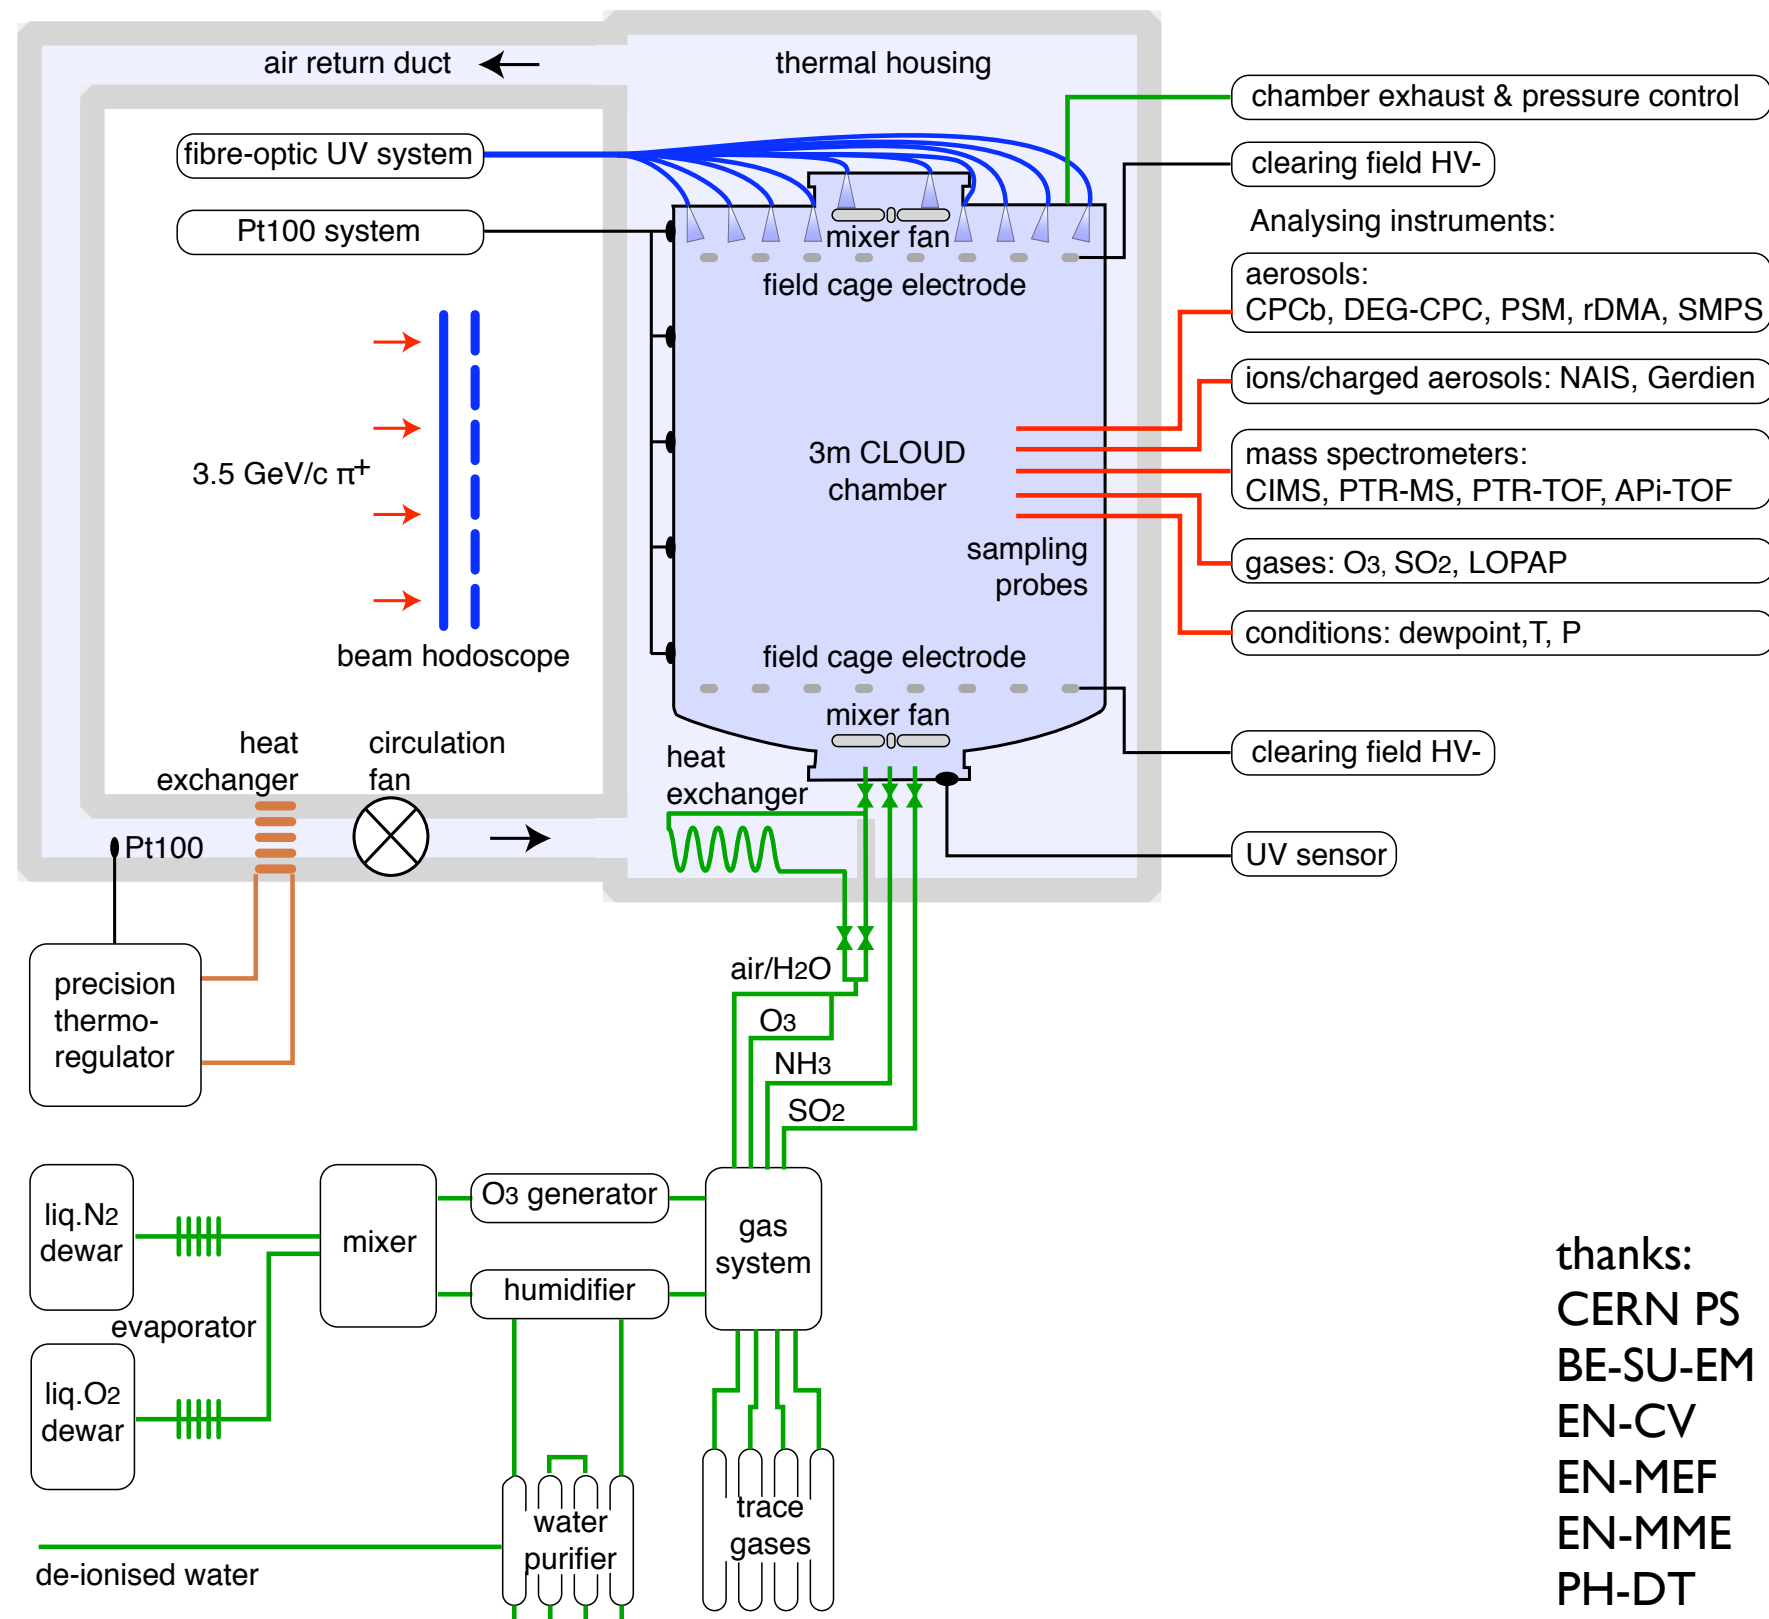 air return duct
thermal housing
chamber exhaust & pressure control
fibre-optic UV system
clearing field HV-
Pt100 system
mixer fan
Analysing instruments:
field cage electrode
aerosols:
CPCb, DEG-CPC, PSM, rDMA, SMPS
ions/charged aerosols: NAIS, Gerdien
3.5 GeV/c π+
3m CLOUD
chamber
mass spectrometers:
CIMS, PTR-MS, PTR-TOF, APi-TOF
sampling
probes
gases: O3, SO2, LOPAP
conditions: dewpoint,T, P
beam hodoscope
field cage electrode
mixer fan
clearing field HV-
heat
exchanger
circulation
fan
heat
exchanger
Pt100
UV sensor
precision
thermo-
regulator
air/H2O
O3
NH3
SO2
liq.N2
dewar
mixer
O3 generator
gas
system
humidifier
evaporator
liq.O2
dewar
water
purifier
trace
gases
de-ionised water
thanks:
CERN PS
BE-SU-EM
EN-CV
EN-MEF
EN-MME
PH-DT